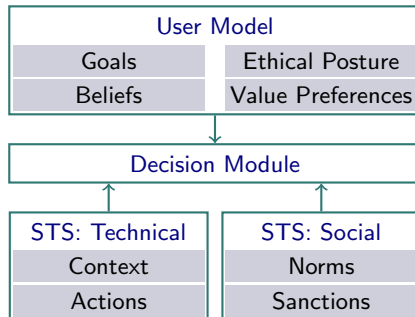 User Model
Goals Ethical Posture
Beliefs Value Preferences
Decision Module
STS: Technical STS: Social
Context Norms
Actions Sanctions